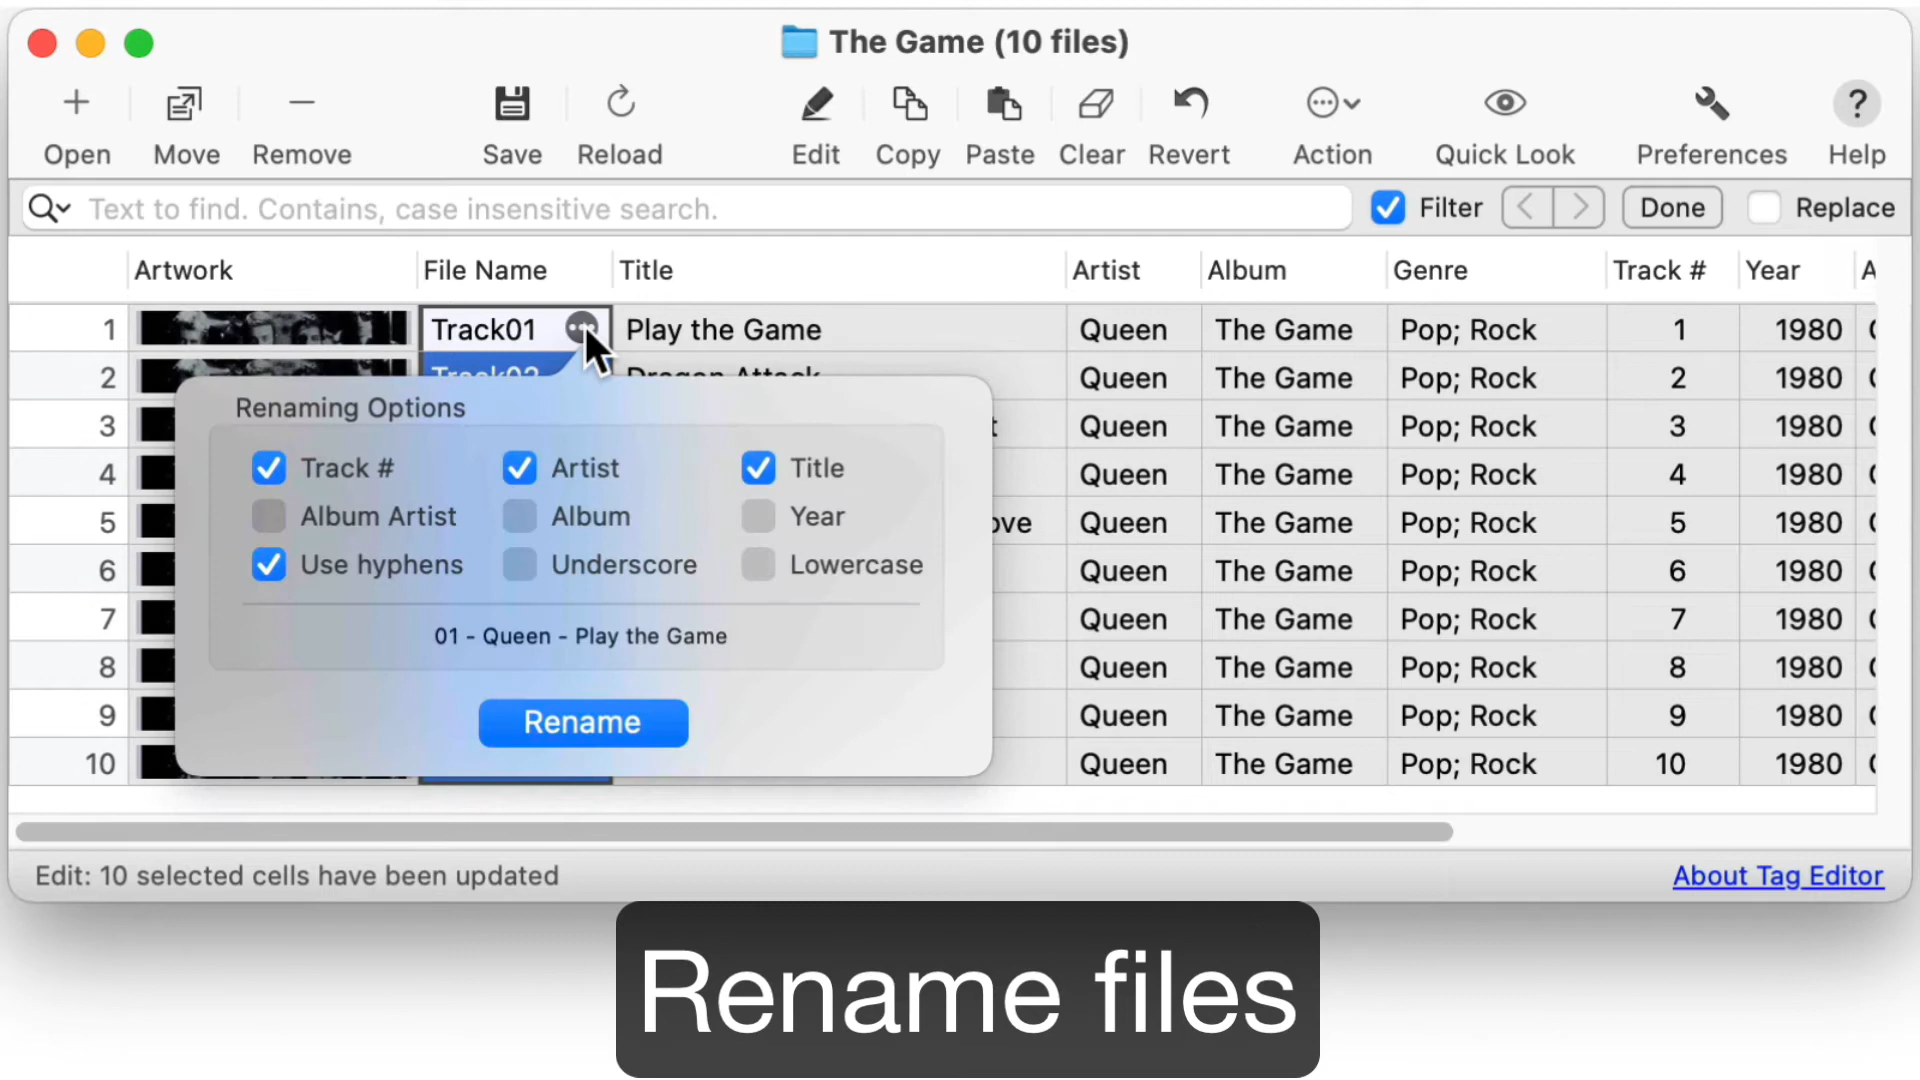 The Game (10 files)
Open Move Remove Save Reload Edit Copy Paste Clear Revert Action Quick Look Preferences ? Help
Text to find. Contains, case insensitive search. Filter Done Replace
Artwork File Name Title Artist Album Genre Track # Year A
1 Track01 Play the Game Queen The Game Pop; Rock 1 1980
2 Track02 Dragon Attack Queen The Game Pop; Rock 2 1980
3 Queen The Game Pop; Rock 3 1980
4 Queen The Game Pop; Rock 4 1980
5 ove Queen The Game Pop; Rock 5 1980
6 Queen The Game Pop; Rock 6 1980
7 Queen The Game Pop; Rock 7 1980
8 Queen The Game Pop; Rock 8 1980
9 Queen The Game Pop; Rock 9 1980
10 Queen The Game Pop; Rock 10 1980
Renaming Options
Track # Artist Title
Album Artist Album Year
Use hyphens Underscore Lowercase
01 - Queen - Play the Game
Rename
Edit: 10 selected cells have been updated About Tag Editor
Rename files